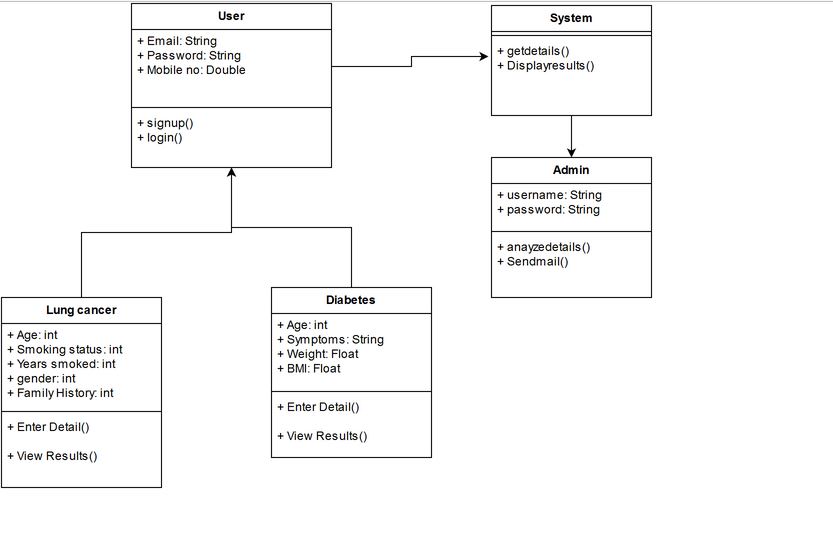 User
+ Email: String
+ Password: String
+ Mobile no: Double
+ signup()
+ login()
System
+ getdetails()
+ Displayresults()
Admin
+ username: String
+ password: String
+ anayzedetails()
+ Sendmail()
Lung cancer
+ Age: int
+ Smoking status: int
+ Years smoked: int
+ gender: int
+ Family History: int
+ Enter Detail()
+ View Results()
Diabetes
+ Age: int
+ Symptoms: String
+ Weight: Float
+ BMI: Float
+ Enter Detail()
+ View Results()